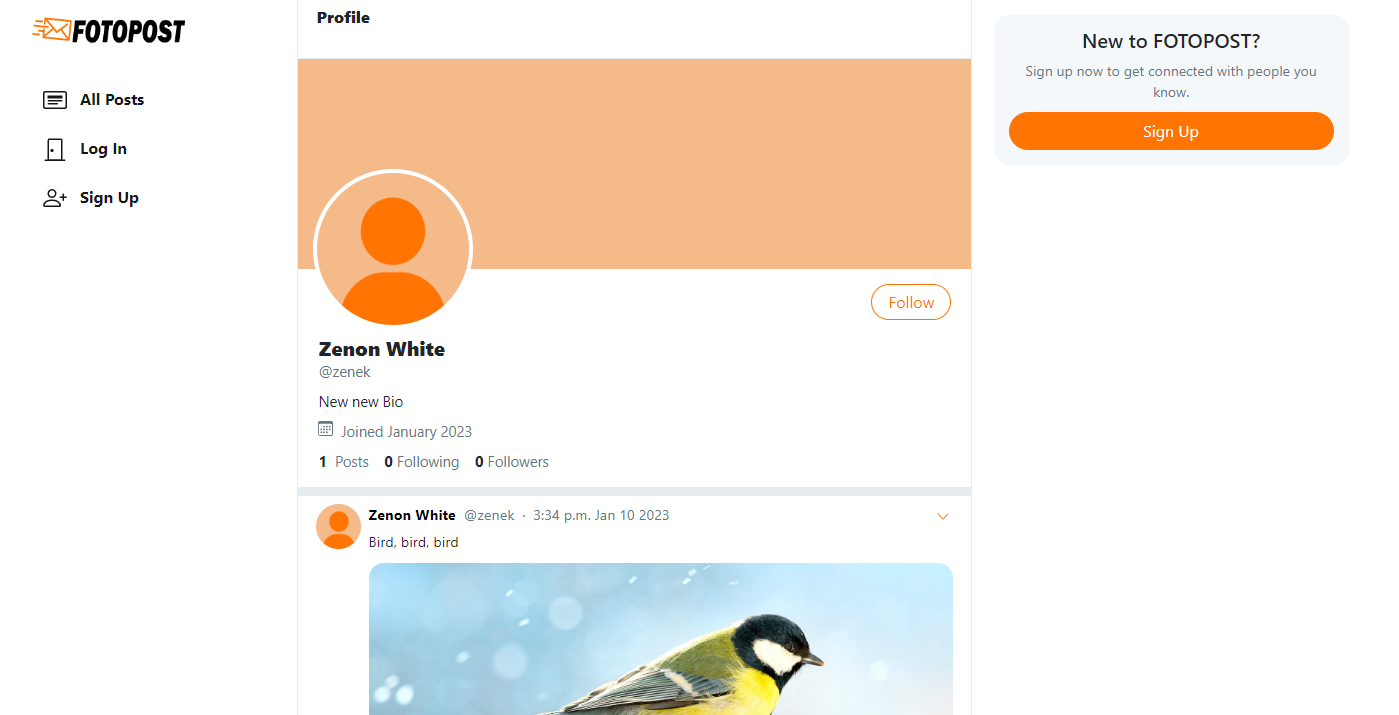 FOTOPOST
All Posts
Log In
Sign Up
Profile
Follow
Zenon White
@zenek
New new Bio
Joined January 2023
1 Posts 0 Following 0 Followers
Zenon White @zenek · 3:34 p.m. Jan 10 2023
Bird, bird, bird
New to FOTOPOST?
Sign up now to get connected with people you
know.
Sign Up